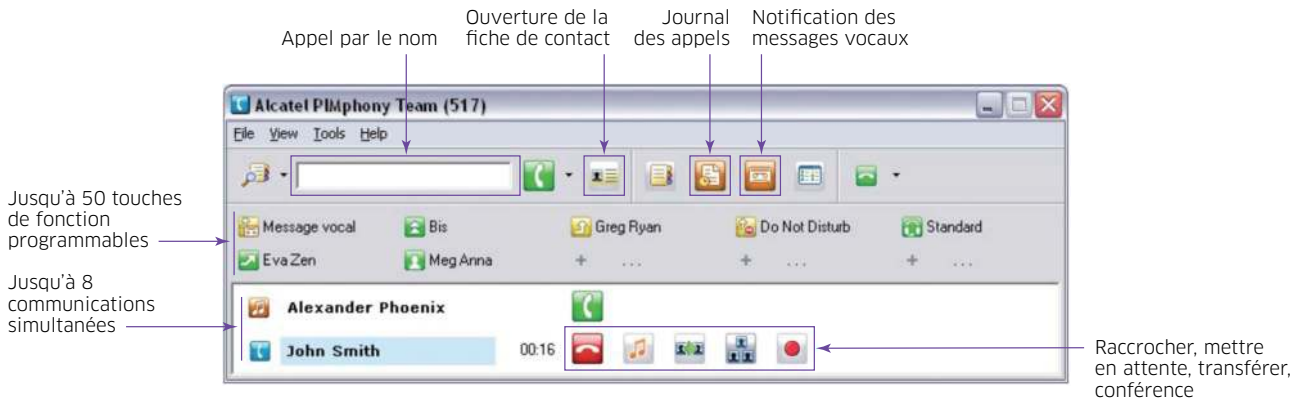 Appel par le nom
Ouverture de la
fiche de contact
Journal
des appels
Notification des
messages vocaux
Alcatel PIMphony Team (517)
File View Tools Help
Jusqu'à 50 touches
de fonction
programmables
Message vocal Bis Greg Ryan Do Not Disturb Standard
Eva Zen Meg Anna + ... + ... + ...
Jusqu'à 8
communications
simultanées
Alexander Phoenix
John Smith 00:16
Raccrocher, mettre
en attente, transférer,
conférence